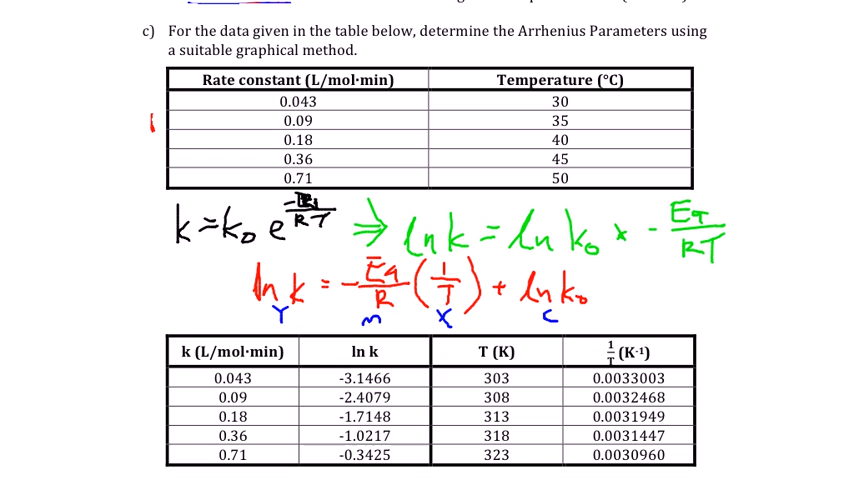 c) For the data given in the table below, determine the Arrhenius Parameters using
a suitable graphical method.
Rate constant (L/mol·min) Temperature (°C)
0.043 30
0.09 35
0.18 40
0.36 45
0.71 50
k = k₀ e^(-Ea/RT) ⇒ ln k = ln k₀ × - Ea/RT
ln k = - Ea/R (1/T) + ln k₀
Y m X C
k (L/mol·min) ln k T (K) 1/T (K-1)
0.043 -3.1466 303 0.0033003
0.09 -2.4079 308 0.0032468
0.18 -1.7148 313 0.0031949
0.36 -1.0217 318 0.0031447
0.71 -0.3425 323 0.0030960